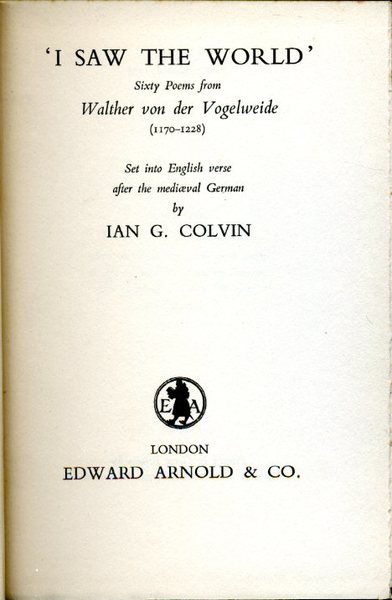 'I SAW THE WORLD'
Sixty Poems from
Walther von der Vogelweide
(1170–1228)
Set into English verse
after the mediæval German
by
IAN G. COLVIN
E A
LONDON
EDWARD ARNOLD & CO.